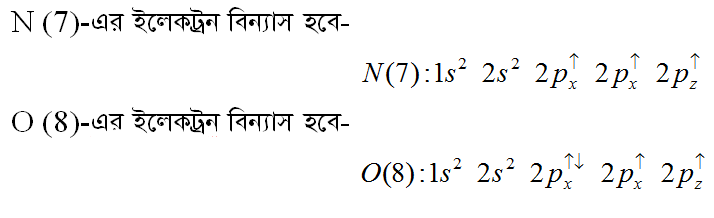 N (7)-এর ইলেকট্রন বিন্যাস হবে-
N(7):1s² 2s² 2pₓ↑ 2pₓ↑ 2p_z↑
O (8)-এর ইলেকট্রন বিন্যাস হবে-
O(8):1s² 2s² 2pₓ↑↓ 2pₓ↑ 2p_z↑